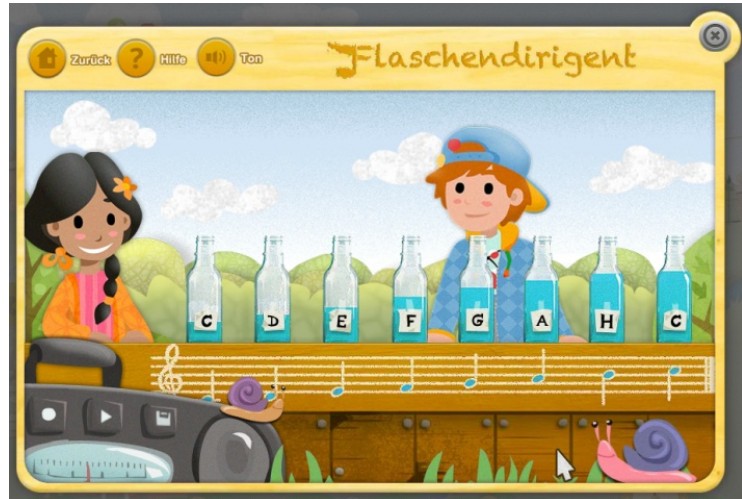 Zurück
Hilfe
Ton
Flaschendirigent
C D E F G A H C